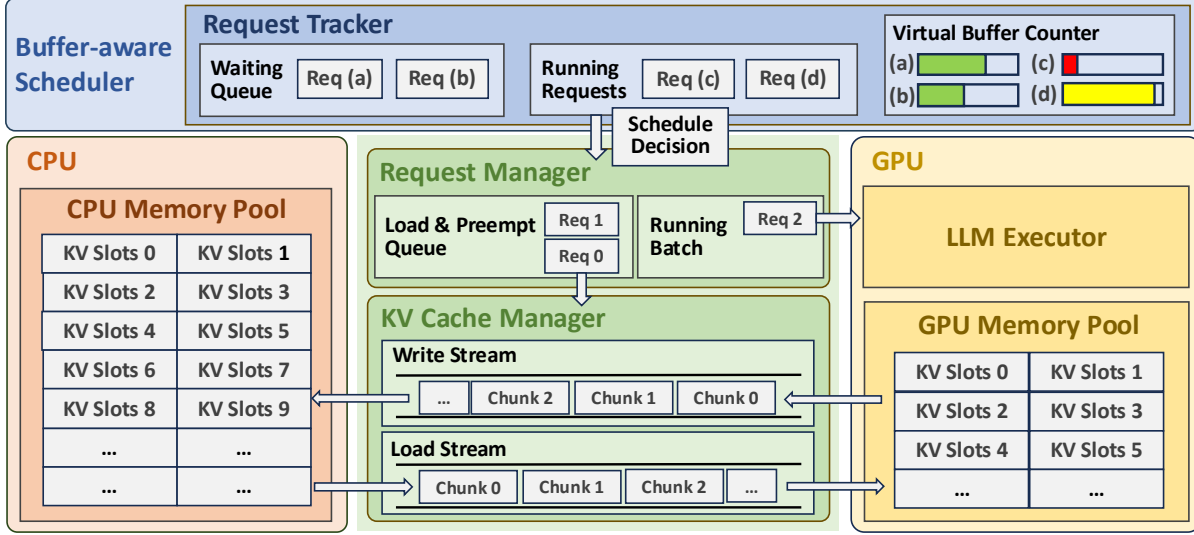 Buffer-aware
Scheduler
Request Tracker
Waiting
Queue
Req (a)
Req (b)
Running
Requests
Req (c)
Req (d)
Virtual Buffer Counter
(a)
(c)
(b)
(d)
Schedule
Decision
CPU
CPU Memory Pool
KV Slots 0
KV Slots 1
KV Slots 2
KV Slots 3
KV Slots 4
KV Slots 5
KV Slots 6
KV Slots 7
KV Slots 8
KV Slots 9
...
...
...
...
Request Manager
Load & Preempt
Queue
Req 1
Req 0
Running
Batch
Req 2
KV Cache Manager
Write Stream
...
Chunk 2
Chunk 1
Chunk 0
Load Stream
Chunk 0
Chunk 1
Chunk 2
...
GPU
LLM Executor
GPU Memory Pool
KV Slots 0
KV Slots 1
KV Slots 2
KV Slots 3
KV Slots 4
KV Slots 5
...
...